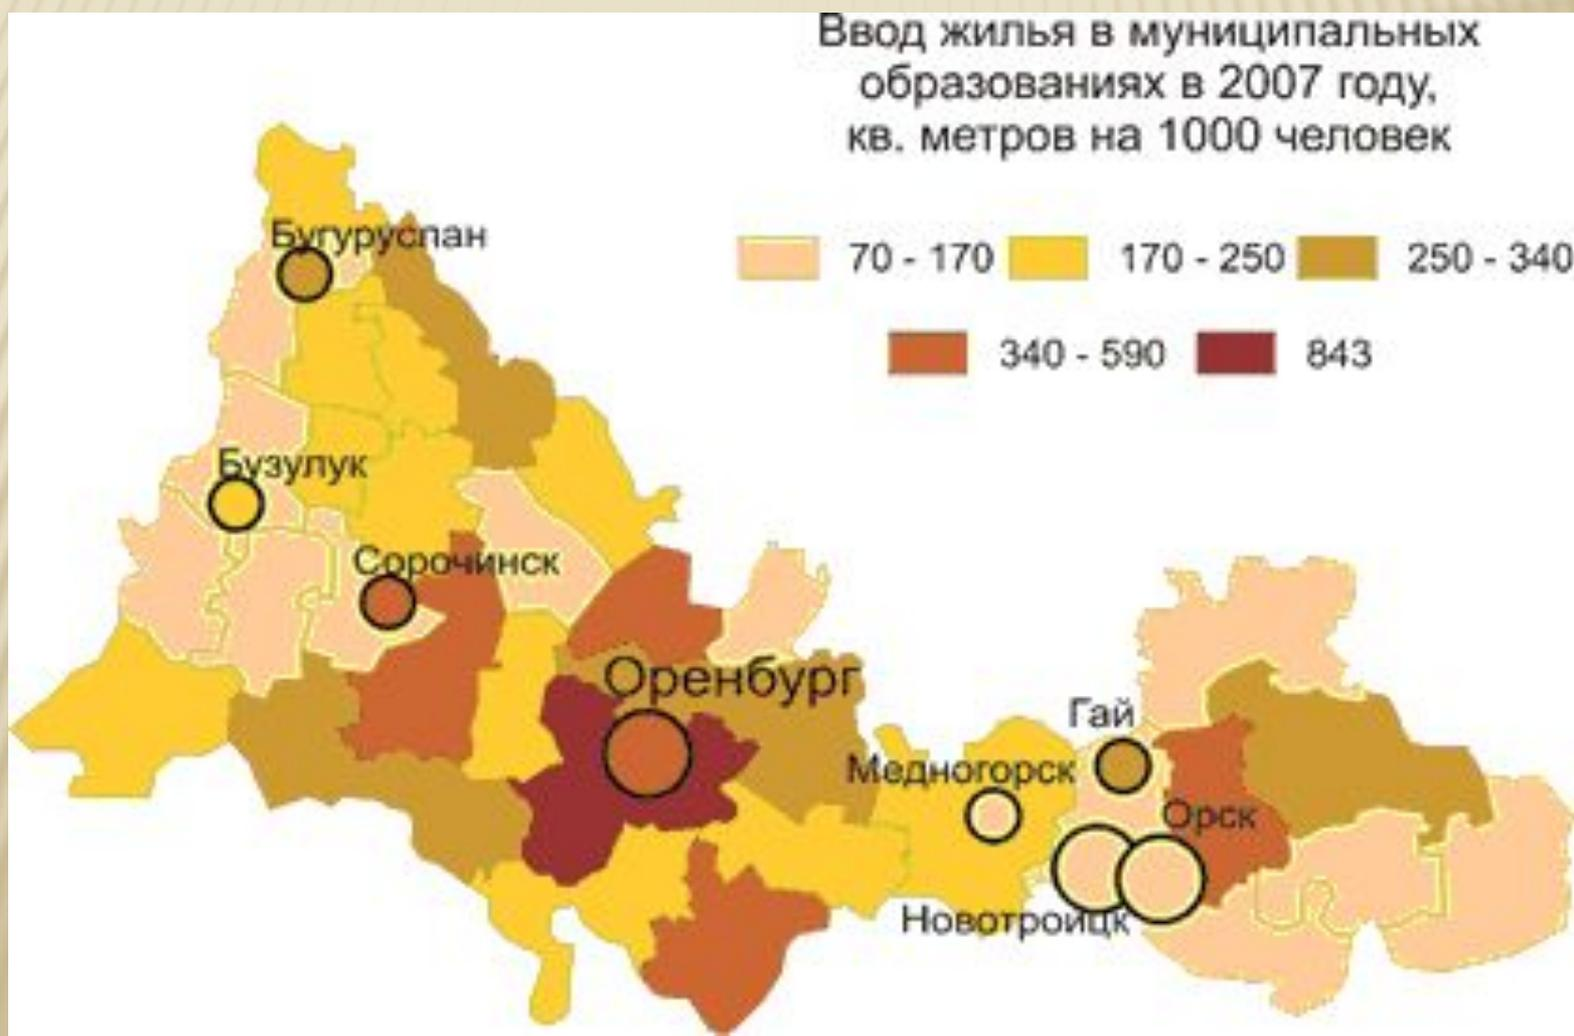 Ввод жилья в муниципальных
образованиях в 2007 году,
кв. метров на 1000 человек
70 - 170
170 - 250
250 - 340
340 - 590
843
Бугуруслан
Бузулук
Сорочинск
Оренбург
Гай
Медногорск
Орск
Новотроицк